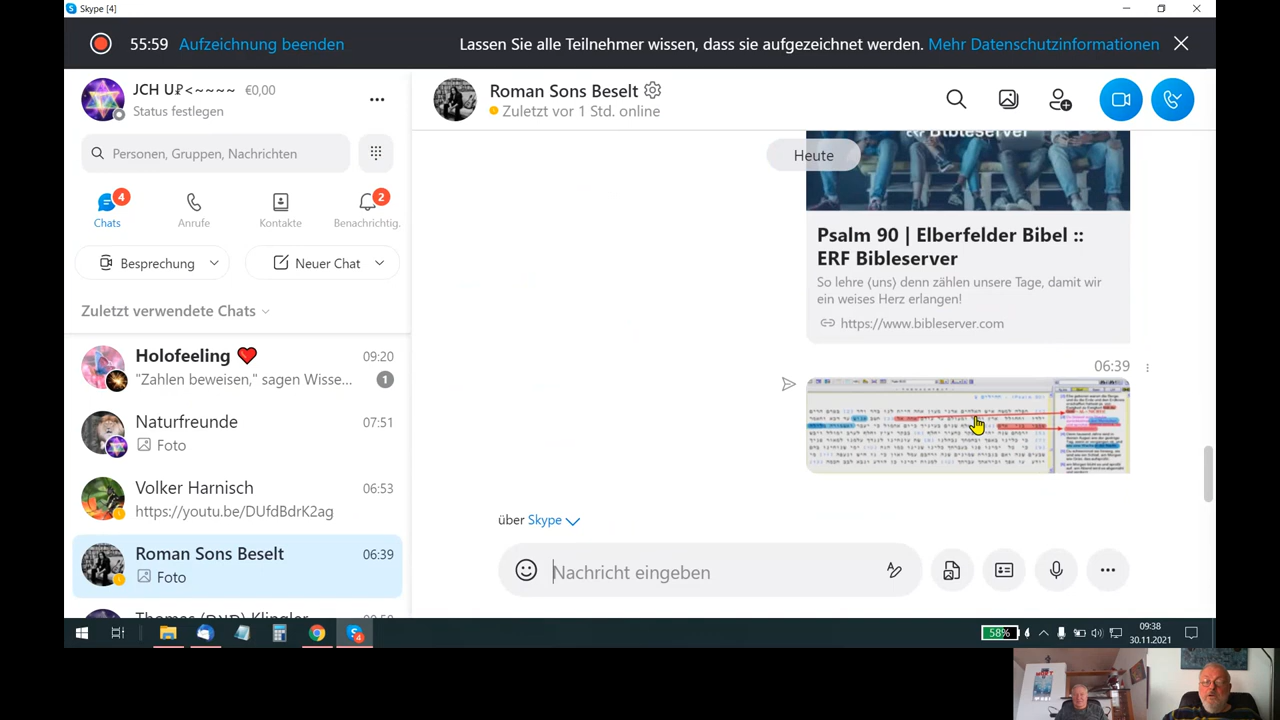 Skype [4]
55:59 Aufzeichnung beenden
Lassen Sie alle Teilnehmer wissen, dass sie aufgezeichnet werden. Mehr Datenschutzinformationen
€0,00
Status festlegen
Personen, Gruppen, Nachrichten
4
2
Chats
Anrufe
Kontakte
Benachrichtig.
Besprechung
Neuer Chat
Zuletzt verwendete Chats
Holofeeling
09:20
"Zahlen beweisen," sagen Wisse...
1
Naturfreunde
07:51
Foto
Volker Harnisch
06:53
https://youtu.be/DUfdBdrK2ag
Roman Sons Beselt
06:39
Foto
Roman Sons Beselt
Zuletzt vor 1 Std. online
Bibleserver
Heute
Psalm 90 | Elberfelder Bibel ::
ERF Bibleserver
So lehre (uns) denn zählen unsere Tage, damit wir
ein weises Herz erlangen!
https://www.bibleserver.com
06:39
über Skype
Nachricht eingeben
4
58%
09:38
30.11.2021